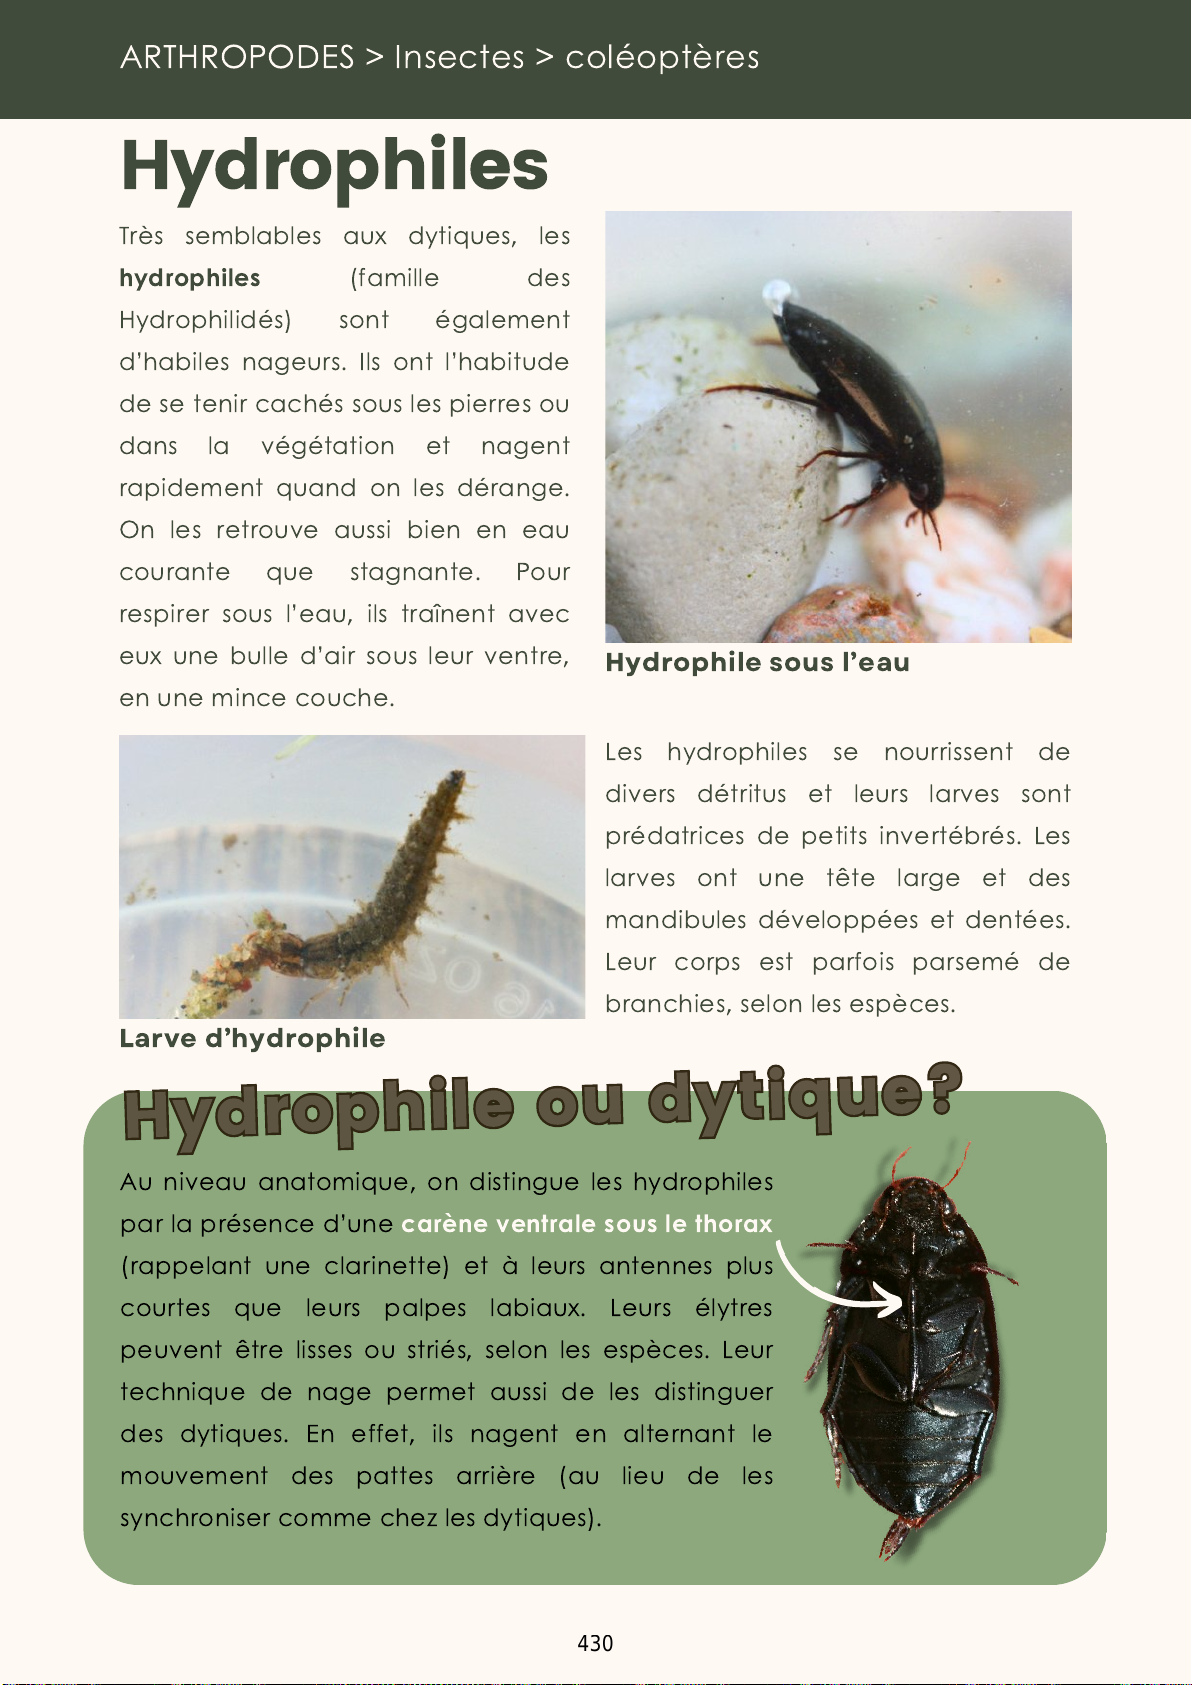 ARTHROPODES > Insectes > coléoptères
Hydrophiles
Très semblables aux dytiques, les
hydrophiles (famille des
Hydrophilidés) sont également
d'habiles nageurs. Ils ont l'habitude
de se tenir cachés sous les pierres ou
dans la végétation et nagent
rapidement quand on les dérange.
On les retrouve aussi bien en eau
courante que stagnante. Pour
respirer sous l'eau, ils traînent avec
eux une bulle d'air sous leur ventre,
en une mince couche.
Hydrophile sous l'eau
Les hydrophiles se nourrissent de
divers détritus et leurs larves sont
prédatrices de petits invertébrés. Les
larves ont une tête large et des
mandibules développées et dentées.
Leur corps est parfois parsemé de
branchies, selon les espèces.
16 OZ
Larve d'hydrophile
Hydrophile ou dytique?
Au niveau anatomique, on distingue les hydrophiles
par la présence d'une carène ventrale sous le thorax
(rappelant une clarinette) et à leurs antennes plus
courtes que leurs palpes labiaux. Leurs élytres
peuvent être lisses ou striés, selon les espèces. Leur
technique de nage permet aussi de les distinguer
des dytiques. En effet, ils nagent en alternant le
mouvement des pattes arrière (au lieu de les
synchroniser comme chez les dytiques).
430